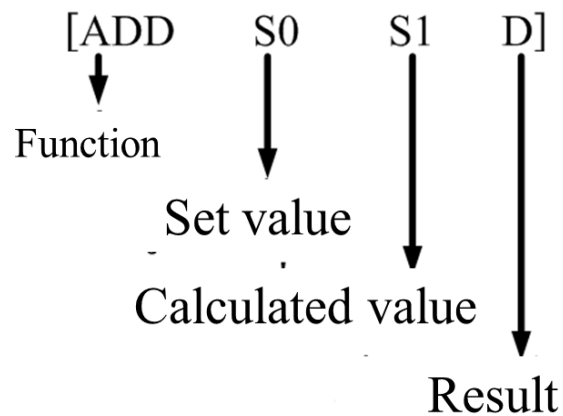 [ADD S0 S1 D]
Function
Set value
Calculated value
Result